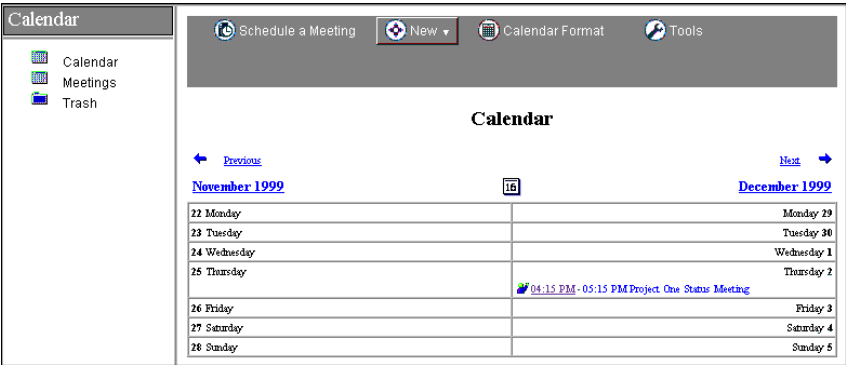 Calendar
Calendar
Meetings
Trash
Schedule a Meeting New Calendar Format Tools
Calendar
Previous Next
November 1999 16 December 1999
22 Monday Monday 29
23 Tuesday Tuesday 30
24 Wednesday Wednesday 1
25 Thursday Thursday 2
04:15 PM - 05:15 PM Project One Status Meeting
26 Friday Friday 3
27 Saturday Saturday 4
28 Sunday Sunday 5